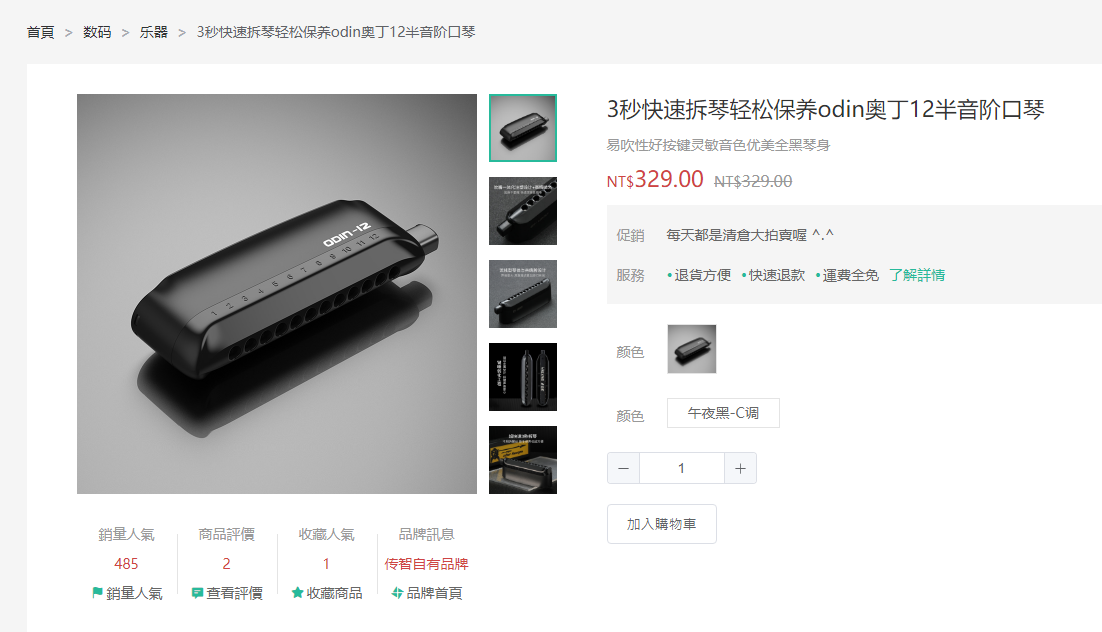 首頁 > 数码 > 乐器 > 3秒快速拆琴轻松保养odin奥丁12半音阶口琴
ODIN-12
1 2 3 4 5 6 7 8 9 10 11 12
3秒快速拆琴轻松保养odin奥丁12半音阶口琴
易吹性好按键灵敏音色优美全黑琴身
NT$329.00 NT$329.00
促銷 每天都是清倉大拍賣喔 ^.^
服務 •退貨方便 •快速退款 •運費全免 了解詳情
颜色
颜色 午夜黑-C调
− 1 +
加入購物車
銷量人氣 商品評價 收藏人氣 品牌訊息
485 2 1 传智自有品牌
銷量人氣 查看評價 收藏商品 品牌首頁